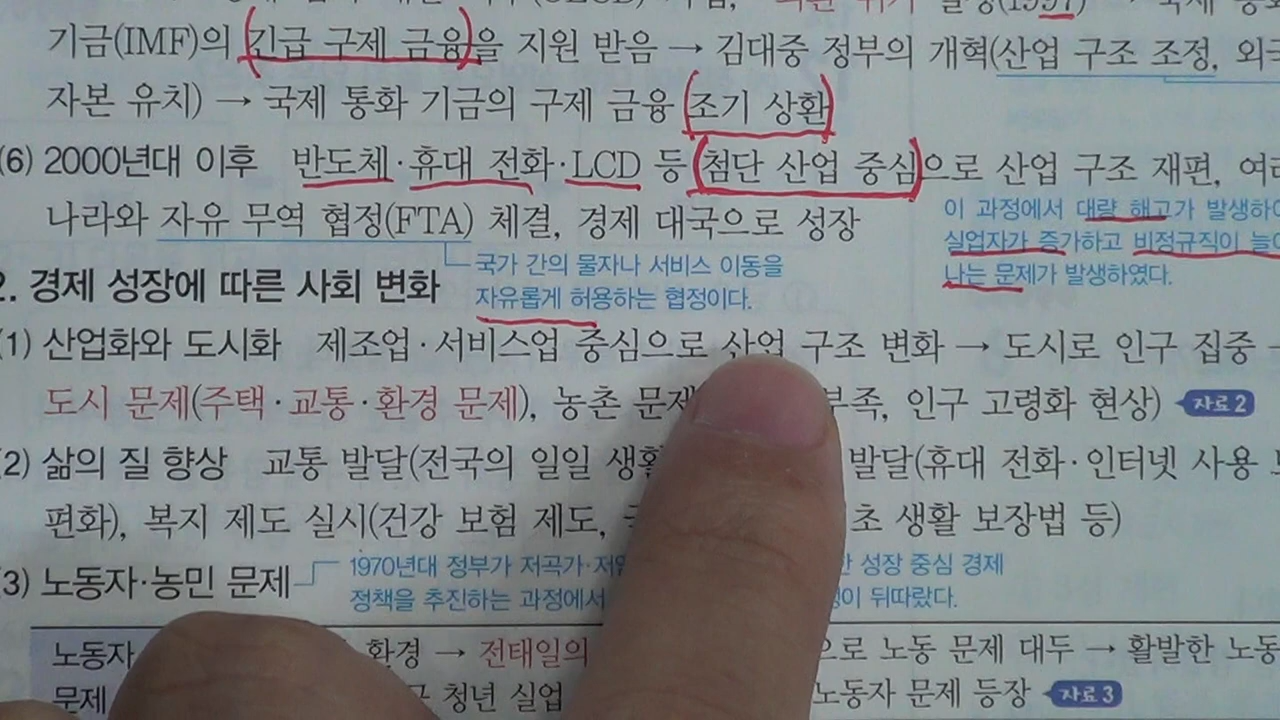 기금(IMF)의 긴급 구제 금융을 지원 받음 → 김대중 정부의 개혁(산업 구조 조정, 외국
자본 유치) → 국제 통화 기금의 구제 금융 조기 상환
(6) 2000년대 이후 반도체·휴대 전화·LCD 등 첨단 산업 중심으로 산업 구조 재편, 여러
나라와 자유 무역 협정(FTA) 체결, 경제 대국으로 성장
이 과정에서 대량 해고가 발생하
실업자가 증가하고 비정규직이 늘어
나는 문제가 발생하였다.
국가 간의 물자나 서비스 이동을
자유롭게 허용하는 협정이다.
2. 경제 성장에 따른 사회 변화
(1) 산업화와 도시화 제조업·서비스업 중심으로 산업 구조 변화 → 도시로 인구 집중
도시 문제(주택·교통·환경 문제), 농촌 문제 부족, 인구 고령화 현상) 자료 2
(2) 삶의 질 향상 교통 발달(전국의 일일 발달(휴대 전화·인터넷 사용
편화), 복지 제도 실시(건강 보험 제도, 초 생활 보장법 등)
(3) 노동자·농민 문제
1970년대 정부가 저곡가· 성장 중심 경제
정책을 추진하는 과정에서 뒤따랐다.
노동자 환경 → 전태일의 으로 노동 문제 대두 → 활발한 노동
문제 청년 실업 노동자 문제 등장 자료 3